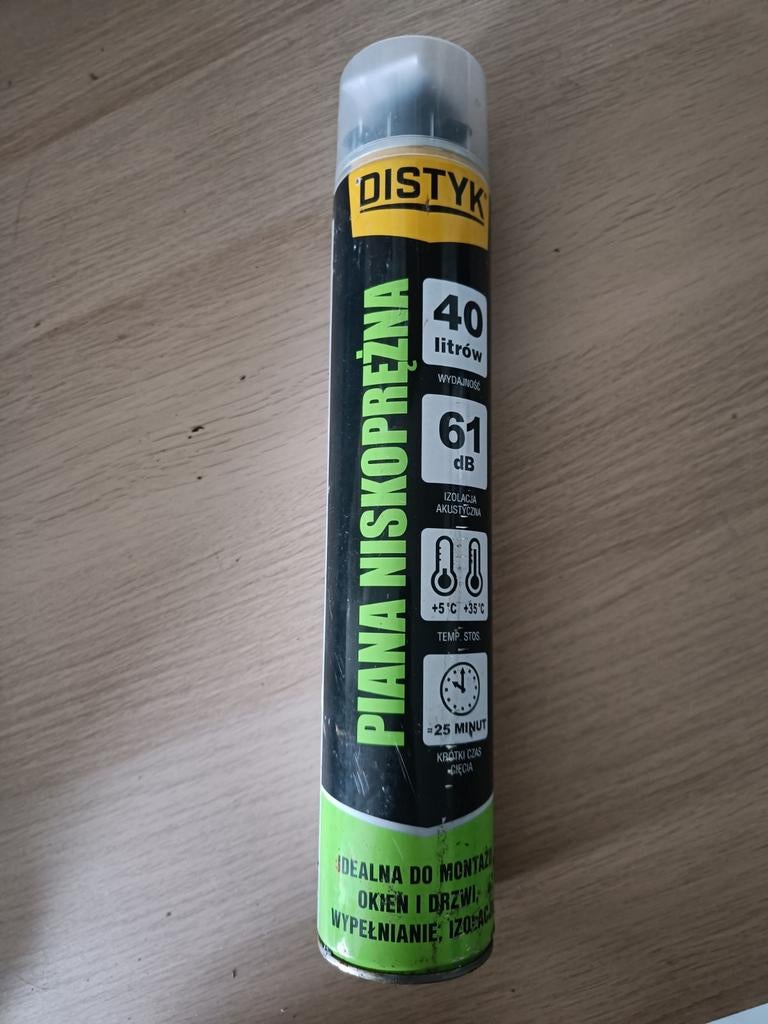 DISTYK
PIANA NISKOPRĘŻNA
40
litrów
WYDAJNOŚĆ
61
dB
IZOLACJA
AKUSTYCZNA
+5°C +35°C
TEMP. STOS.
≈25 MINUT
KRÓTKI CZAS
CIĘCIA
IDEALNA DO MONTAŻU
OKIEN I DRZWI,
WYPEŁNIANIE,